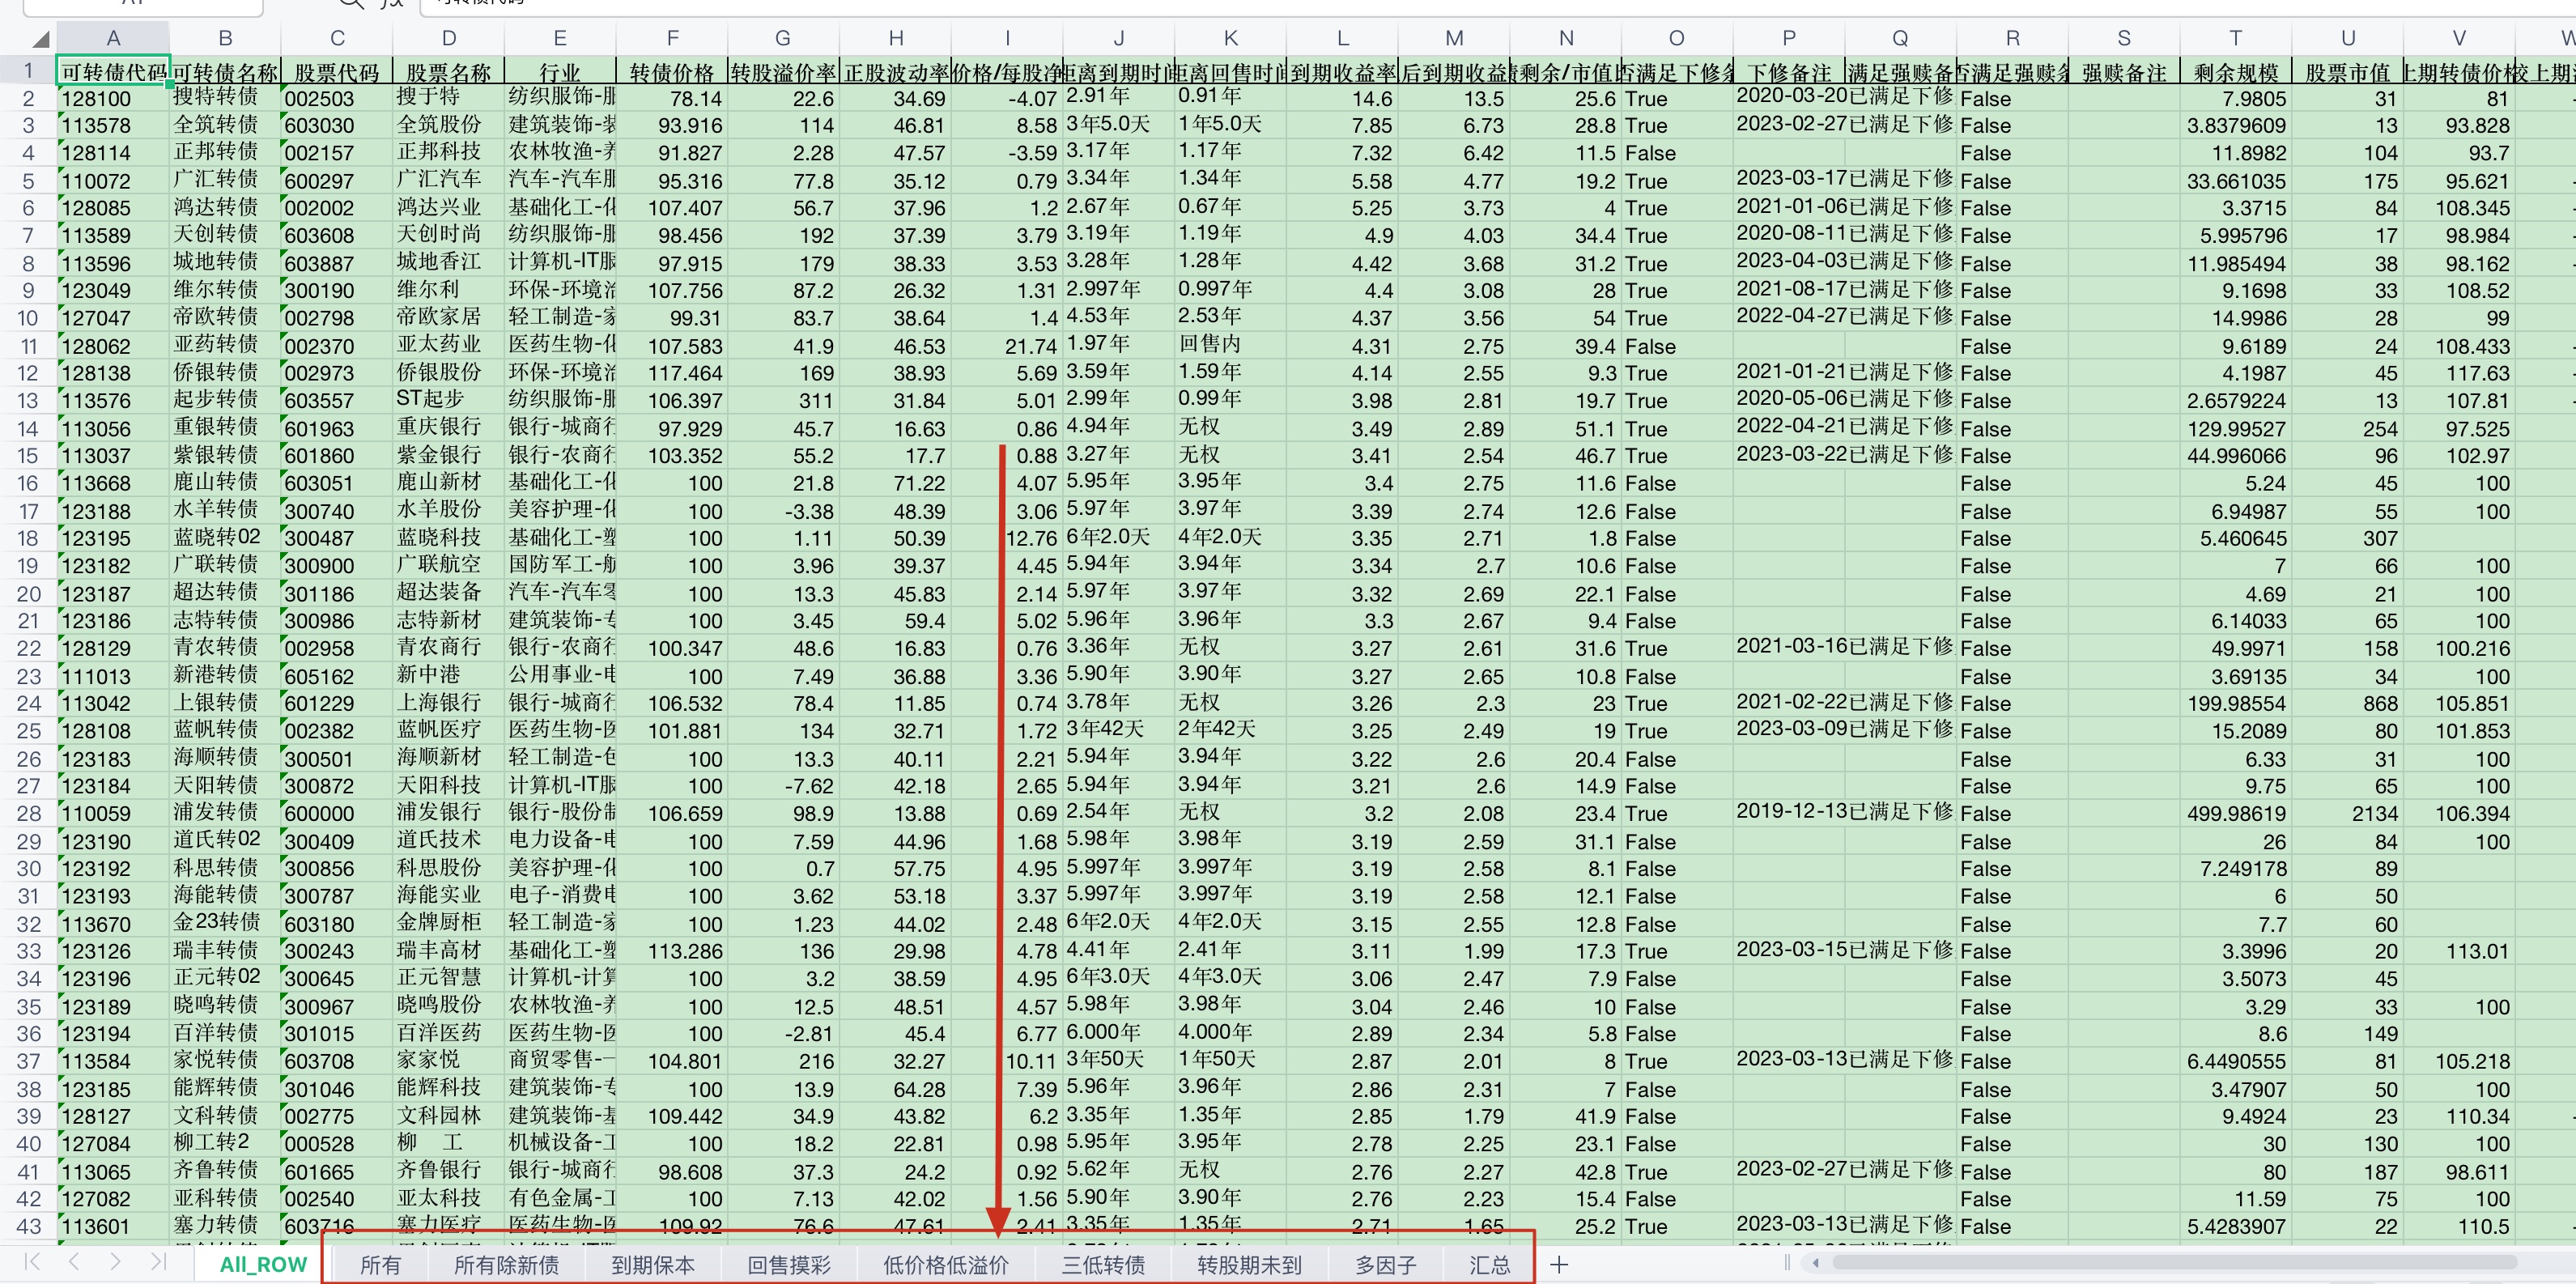 A B C D E F G H I J K L M N O P Q R S T U V
1 可转债代码 可转债名称 股票代码 股票名称 行业 转债价格 转股溢价率 正股波动率 价格/每股净 距离到期时间 距离回售时间 到期收益率 后到期收益 剩余/市值比 否满足下修条 下修备注 满足强赎备 否满足强赎条 强赎备注 剩余规模 股票市值 上期转债价格 较上期
2 128100 搜特转债 002503 搜于特 纺织服饰-服 78.14 22.6 34.69 -4.07 2.91年 0.91年 14.6 13.5 25.6 True 2020-03-20已满足下修 False 7.9805 31 81
3 113578 全筑转债 603030 全筑股份 建筑装饰-装 93.916 114 46.81 8.58 3年5.0天 1年5.0天 7.85 6.73 28.8 True 2023-02-27已满足下修 False 3.8379609 13 93.828
4 128114 正邦转债 002157 正邦科技 农林牧渔-养 91.827 2.28 47.57 -3.59 3.17年 1.17年 7.32 6.42 11.5 False False 11.8982 104 93.7
5 110072 广汇转债 600297 广汇汽车 汽车-汽车服 95.316 77.8 35.12 0.79 3.34年 1.34年 5.58 4.77 19.2 True 2023-03-17已满足下修 False 33.661035 175 95.621
6 128085 鸿达转债 002002 鸿达兴业 基础化工-化 107.407 56.7 37.96 1.2 2.67年 0.67年 5.25 3.73 4 True 2021-01-06已满足下修 False 3.3715 84 108.345
7 113589 天创转债 603608 天创时尚 纺织服饰-服 98.456 192 37.39 3.79 3.19年 1.19年 4.9 4.03 34.4 True 2020-08-11已满足下修 False 5.995796 17 98.984
8 113596 城地转债 603887 城地香江 计算机-IT服 97.915 179 38.33 3.53 3.28年 1.28年 4.42 3.68 31.2 True 2023-04-03已满足下修 False 11.985494 38 98.162
9 123049 维尔转债 300190 维尔利 环保-环境治 107.756 87.2 26.32 1.31 2.997年 0.997年 4.4 3.08 28 True 2021-08-17已满足下修 False 9.1698 33 108.52
10 127047 帝欧转债 002798 帝欧家居 轻工制造-家 99.31 83.7 38.64 1.4 4.53年 2.53年 4.37 3.56 54 True 2022-04-27已满足下修 False 14.9986 28 99
11 128062 亚药转债 002370 亚太药业 医药生物-化 107.583 41.9 46.53 21.74 1.97年 回售内 4.31 2.75 39.4 False False 9.6189 24 108.433
12 128138 侨银转债 002973 侨银股份 环保-环境治 117.464 169 38.93 5.69 3.59年 1.59年 4.14 2.55 9.3 True 2021-01-21已满足下修 False 4.1987 45 117.63
13 113576 起步转债 603557 ST起步 纺织服饰-服 106.397 311 31.84 5.01 2.99年 0.99年 3.98 2.81 19.7 True 2020-05-06已满足下修 False 2.6579224 13 107.81
14 113056 重银转债 601963 重庆银行 银行-城商行 97.929 45.7 16.63 0.86 4.94年 无权 3.49 2.89 51.1 True 2022-04-21已满足下修 False 129.99527 254 97.525
15 113037 紫银转债 601860 紫金银行 银行-农商行 103.352 55.2 17.7 0.88 3.27年 无权 3.41 2.54 46.7 True 2023-03-22已满足下修 False 44.996066 96 102.97
16 113668 鹿山转债 603051 鹿山新材 基础化工-化 100 21.8 71.22 4.07 5.95年 3.95年 3.4 2.75 11.6 False False 5.24 45 100
17 123188 水羊转债 300740 水羊股份 美容护理-化 100 -3.38 48.39 3.06 5.97年 3.97年 3.39 2.74 12.6 False False 6.94987 55 100
18 123195 蓝晓转02 300487 蓝晓科技 基础化工-塑 100 1.11 50.39 12.76 6年2.0天 4年2.0天 3.35 2.71 1.8 False False 5.460645 307
19 123182 广联转债 300900 广联航空 国防军工-航 100 3.96 39.37 4.45 5.94年 3.94年 3.34 2.7 10.6 False False 7 66 100
20 123187 超达转债 301186 超达装备 汽车-汽车零 100 13.3 45.83 2.14 5.97年 3.97年 3.32 2.69 22.1 False False 4.69 21 100
21 123186 志特转债 300986 志特新材 建筑装饰-专 100 3.45 59.4 5.02 5.96年 3.96年 3.3 2.67 9.4 False False 6.14033 65 100
22 128129 青农转债 002958 青农商行 银行-农商行 100.347 48.6 16.83 0.76 3.36年 无权 3.27 2.61 31.6 True 2021-03-16已满足下修 False 49.9971 158 100.216
23 111013 新港转债 605162 新中港 公用事业-电 100 7.49 36.88 3.36 5.90年 3.90年 3.27 2.65 10.8 False False 3.69135 34 100
24 113042 上银转债 601229 上海银行 银行-城商行 106.532 78.4 11.85 0.74 3.78年 无权 3.26 2.3 23 True 2021-02-22已满足下修 False 199.98554 868 105.851
25 128108 蓝帆转债 002382 蓝帆医疗 医药生物-医 101.881 134 32.71 1.72 3年42天 2年42天 3.25 2.49 19 True 2023-03-09已满足下修 False 15.2089 80 101.853
26 123183 海顺转债 300501 海顺新材 轻工制造-包 100 13.3 40.11 2.21 5.94年 3.94年 3.22 2.6 20.4 False False 6.33 31 100
27 123184 天阳转债 300872 天阳科技 计算机-IT服 100 -7.62 42.18 2.65 5.94年 3.94年 3.21 2.6 14.9 False False 9.75 65 100
28 110059 浦发转债 600000 浦发银行 银行-股份制 106.659 98.9 13.88 0.69 2.54年 无权 3.2 2.08 23.4 True 2019-12-13已满足下修 False 499.98619 2134 106.394
29 123190 道氏转02 300409 道氏技术 电力设备-电 100 7.59 44.96 1.68 5.98年 3.98年 3.19 2.59 31.1 False False 26 84 100
30 123192 科思转债 300856 科思股份 美容护理-化 100 0.7 57.75 4.95 5.997年 3.997年 3.19 2.58 8.1 False False 7.249178 89
31 123193 海能转债 300787 海能实业 电子-消费电 100 3.62 53.18 3.37 5.997年 3.997年 3.19 2.58 12.1 False False 6 50
32 113670 金23转债 603180 金牌厨柜 轻工制造-家 100 1.23 44.02 2.48 6年2.0天 4年2.0天 3.15 2.55 12.8 False False 7.7 60
33 123126 瑞丰转债 300243 瑞丰高材 基础化工-塑 113.286 136 29.98 4.78 4.41年 2.41年 3.11 1.99 17.3 True 2023-03-15已满足下修 False 3.3996 20 113.01
34 123196 正元转02 300645 正元智慧 计算机-计算 100 3.2 38.59 4.95 6年3.0天 4年3.0天 3.06 2.47 7.9 False False 3.5073 45
35 123189 晓鸣转债 300967 晓鸣股份 农林牧渔-养 100 12.5 48.51 4.57 5.98年 3.98年 3.04 2.46 10 False False 3.29 33 100
36 123194 百洋转债 301015 百洋医药 医药生物-医 100 -2.81 45.4 6.77 6.000年 4.000年 2.89 2.34 5.8 False False 8.6 149
37 113584 家悦转债 603708 家家悦 商贸零售-一 104.801 216 32.27 10.11 3年50天 1年50天 2.87 2.01 8 True 2023-03-13已满足下修 False 6.4490555 81 105.218
38 123185 能辉转债 301046 能辉科技 建筑装饰-专 100 13.9 64.28 7.39 5.96年 3.96年 2.86 2.31 7 False False 3.47907 50 100
39 128127 文科转债 002775 文科园林 建筑装饰-基 109.442 34.9 43.82 6.2 3.35年 1.35年 2.85 1.79 41.9 False False 9.4924 23 110.34
40 127084 柳工转2 000528 柳 工 机械设备-工 100 18.2 22.81 0.98 5.95年 3.95年 2.78 2.25 23.1 False False 30 130 100
41 113065 齐鲁转债 601665 齐鲁银行 银行-城商行 98.608 37.3 24.2 0.92 5.62年 无权 2.76 2.27 42.8 True 2023-02-27已满足下修 False 80 187 98.611
42 127082 亚科转债 002540 亚太科技 有色金属-工 100 7.13 42.02 1.56 5.90年 3.90年 2.76 2.23 15.4 False False 11.59 75 100
43 113601 塞力转债 603716 塞力医疗 医药生物-医 109.92 76.6 47.61 2.41 3.35年 1.35年 2.71 1.65 25.2 True 2023-03-13已满足下修 False 5.4283907 22 110.5
All_ROW 所有 所有除新债 到期保本 回售摸彩 低价格低溢价 三低转债 转股期未到 多因子 汇总 +